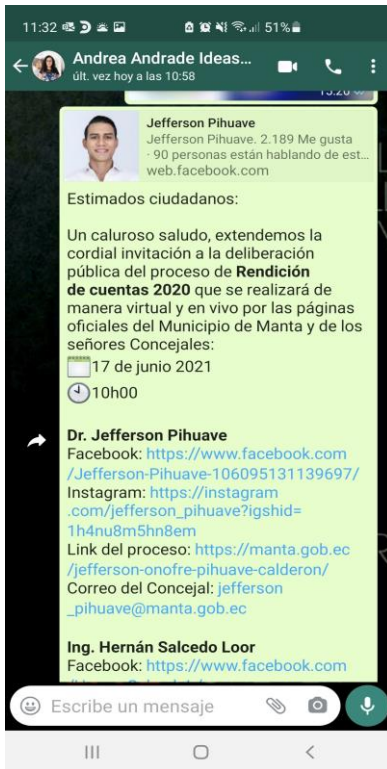 11:32
51%
Andrea Andrade Ideas...
últ. vez hoy a las 10:58
15:20
Jefferson Pihuave
Jefferson Pihuave. 2.189 Me gusta
· 90 personas están hablando de est...
web.facebook.com
Estimados ciudadanos:
Un caluroso saludo, extendemos la
cordial invitación a la deliberación
pública del proceso de Rendición
de cuentas 2020 que se realizará de
manera virtual y en vivo por las páginas
oficiales del Municipio de Manta y de los
señores Concejales:
17 de junio 2021
10h00
Dr. Jefferson Pihuave
Facebook: https://www.facebook.com
/Jefferson-Pihuave-106095131139697/
Instagram: https://instagram
.com/jefferson_pihuave?igshid=
1h4nu8m5hn8em
Link del proceso: https://manta.gob.ec
/jefferson-onofre-pihuave-calderon/
Correo del Concejal: jefferson
_pihuave@manta.gob.ec
Ing. Hernán Salcedo Loor
Facebook: https://www.facebook.com
Escribe un mensaje